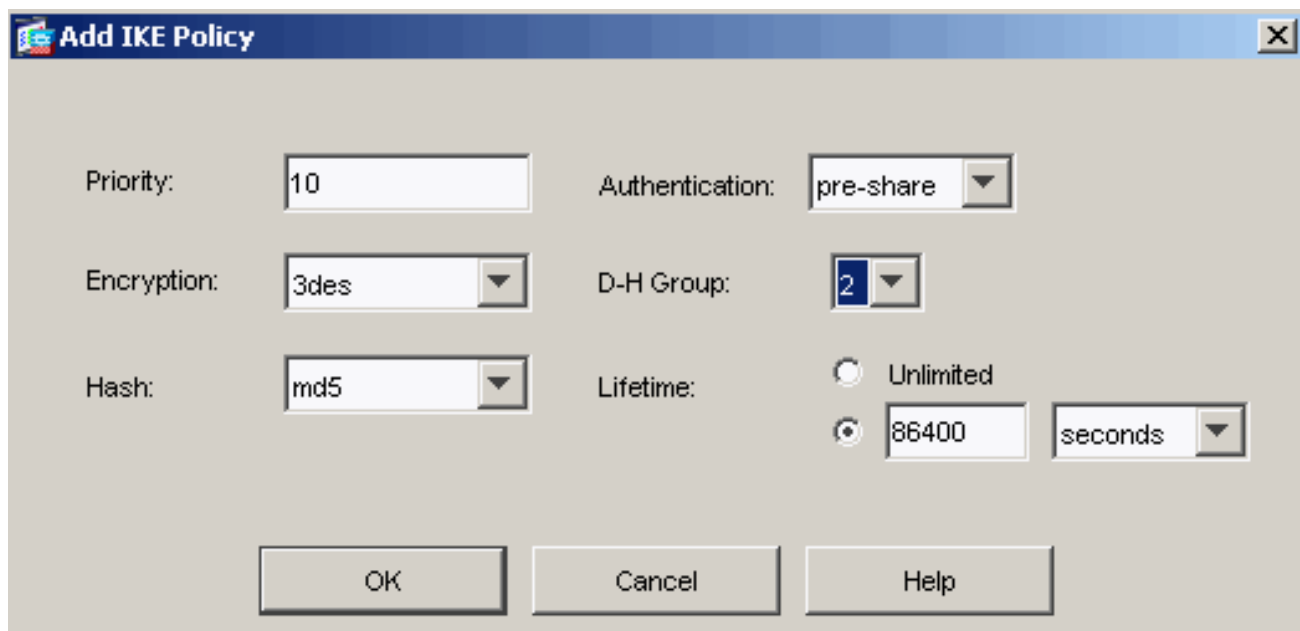 Add IKE Policy
Priority: 10 Authentication: pre-share
Encryption: 3des D-H Group: 2
Hash: md5 Lifetime: Unlimited
86400 seconds
OK Cancel Help